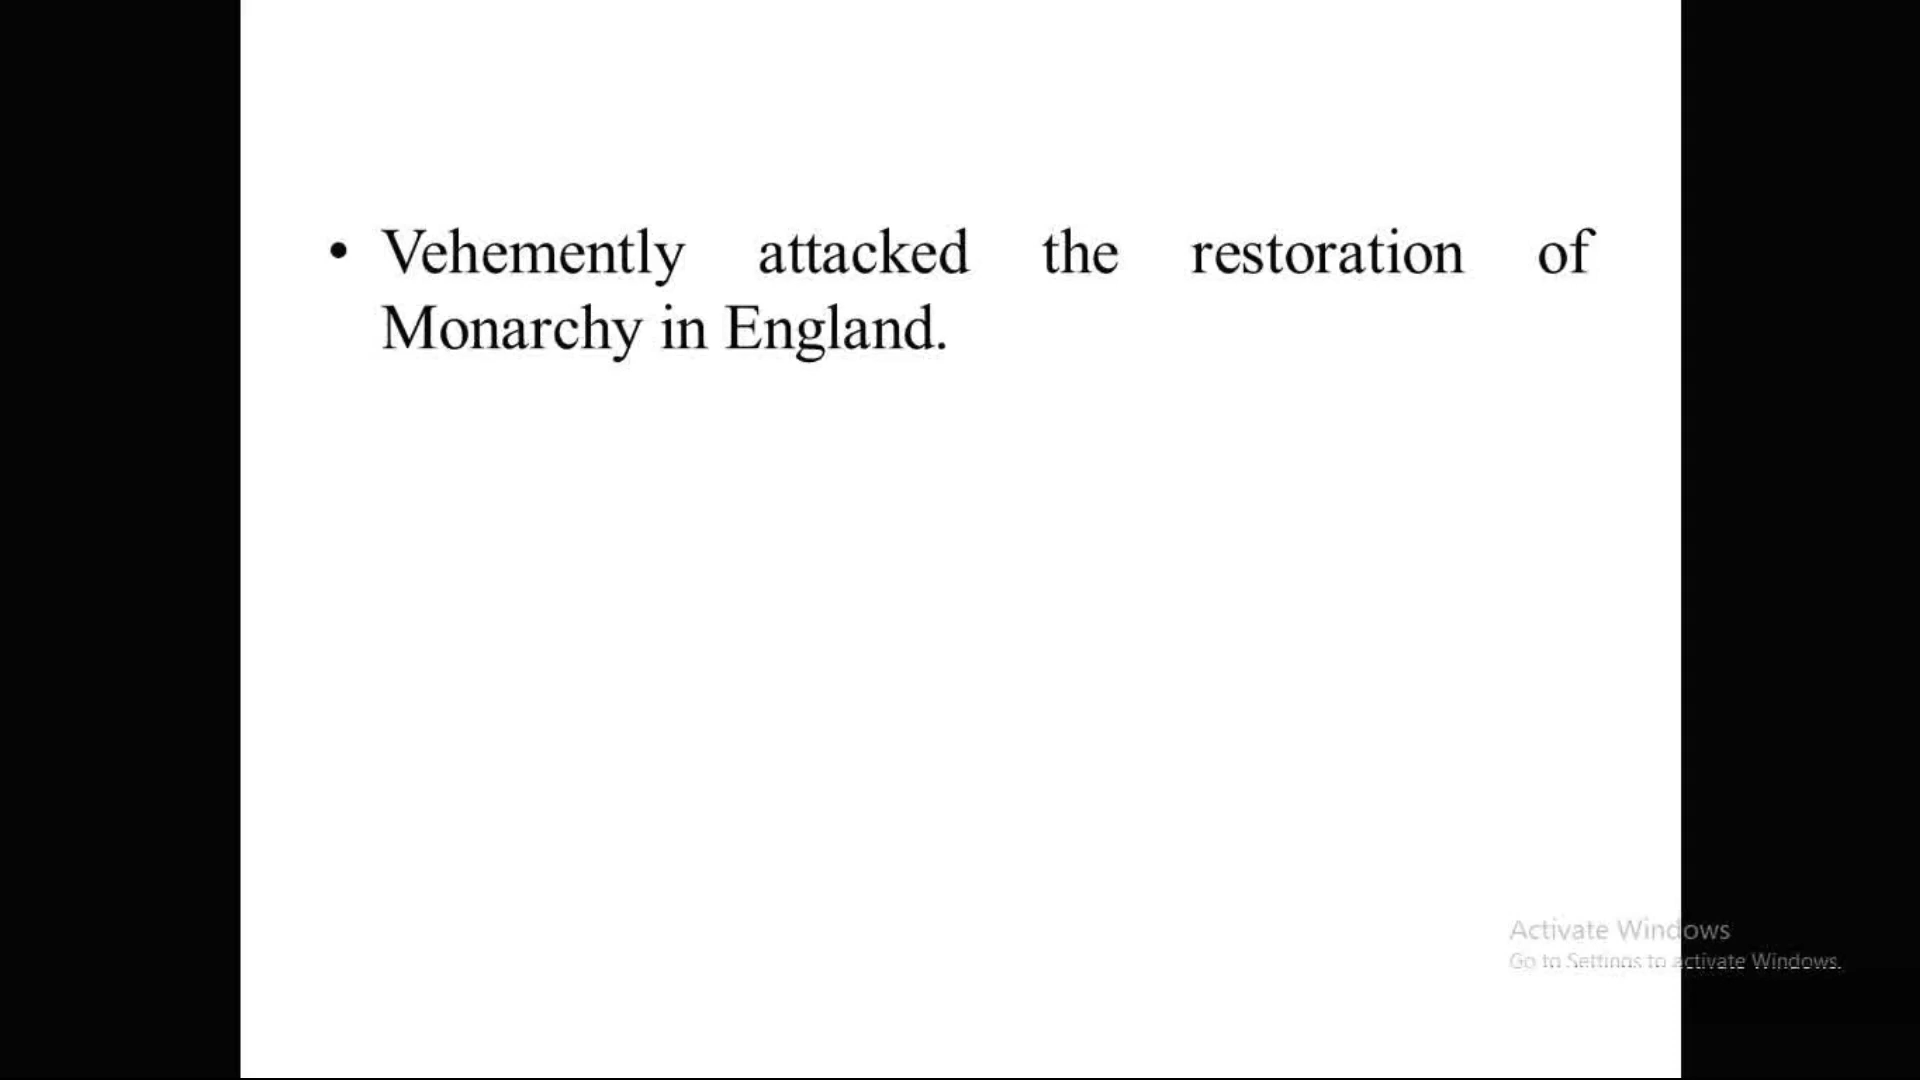 • Vehemently attacked the restoration of
Monarchy in England.
Activate Windows
Go to Settings to activate Windows.